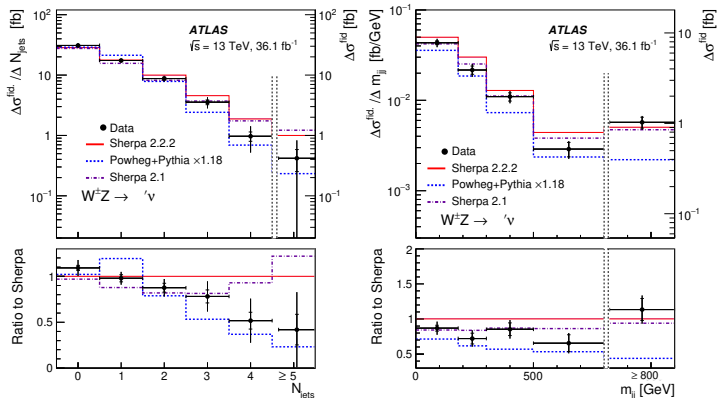 Δσ^fid. / Δ N_jets [fb]
Δσ^fid [fb]
ATLAS
√s = 13 TeV, 36.1 fb⁻¹
10²
10
1
10⁻¹
10²
10
1
10⁻¹
Data
Sherpa 2.2.2
Powheg+Pythia ×1.18
Sherpa 2.1
W±Z → ′ν
Ratio to Sherpa
1.5
1
0.5
0
0 1 2 3 4 ≥ 5
N_jets
Δσ^fid. / Δ m_jj [fb/GeV]
Δσ^fid [fb]
ATLAS
√s = 13 TeV, 36.1 fb⁻¹
10⁻¹
10⁻²
10⁻³
10
1
10⁻¹
Data
Sherpa 2.2.2
Powheg+Pythia ×1.18
Sherpa 2.1
W±Z → ′ν
Ratio to Sherpa
2
1.5
1
0.5
0 500 ≥ 800
m_jj [GeV]